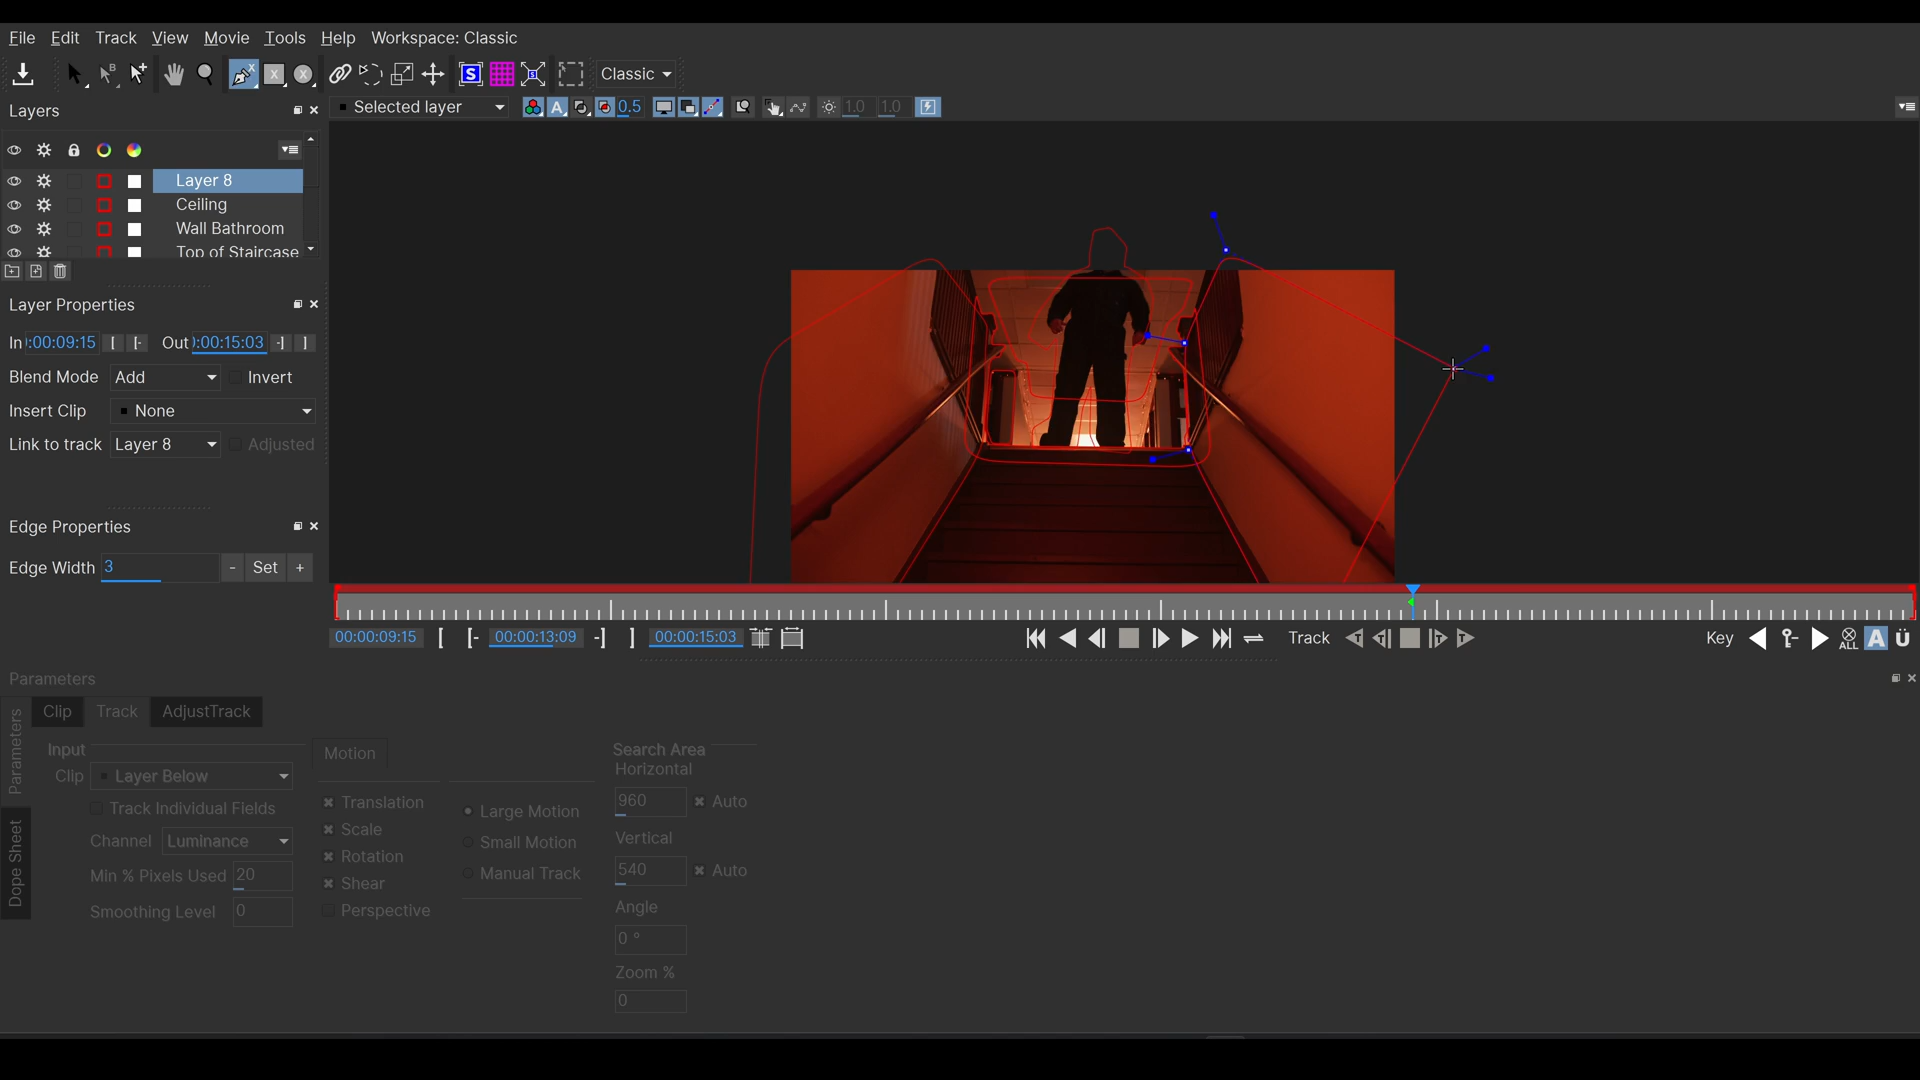 File Edit Track View Movie Tools Help Workspace: Classic
S Classic
Layers
Selected layer A 0.5 1.0 1.0
Layer 8
Ceiling
Wall Bathroom
Top of Staircase
Layer Properties
In :00:09:15 [ [- Out ):00:15:03 -] ]
Blend Mode Add Invert
Insert Clip None
Link to track Layer 8 Adjusted
Edge Properties
Edge Width 3 - Set +
00:00:09:15 [ [- 00:00:13:09 -] ] 00:00:15:03 Track Key ALL A Ü
Parameters
Parameters
Dope Sheet
Clip Track AdjustTrack
Input
Clip Layer Below
Track Individual Fields
Channel Luminance
Min % Pixels Used 20
Smoothing Level 0
Motion
Translation
Scale
Rotation
Shear
Perspective
Large Motion
Small Motion
Manual Track
Search Area
Horizontal
960 Auto
Vertical
540 Auto
Angle
0 °
Zoom %
0